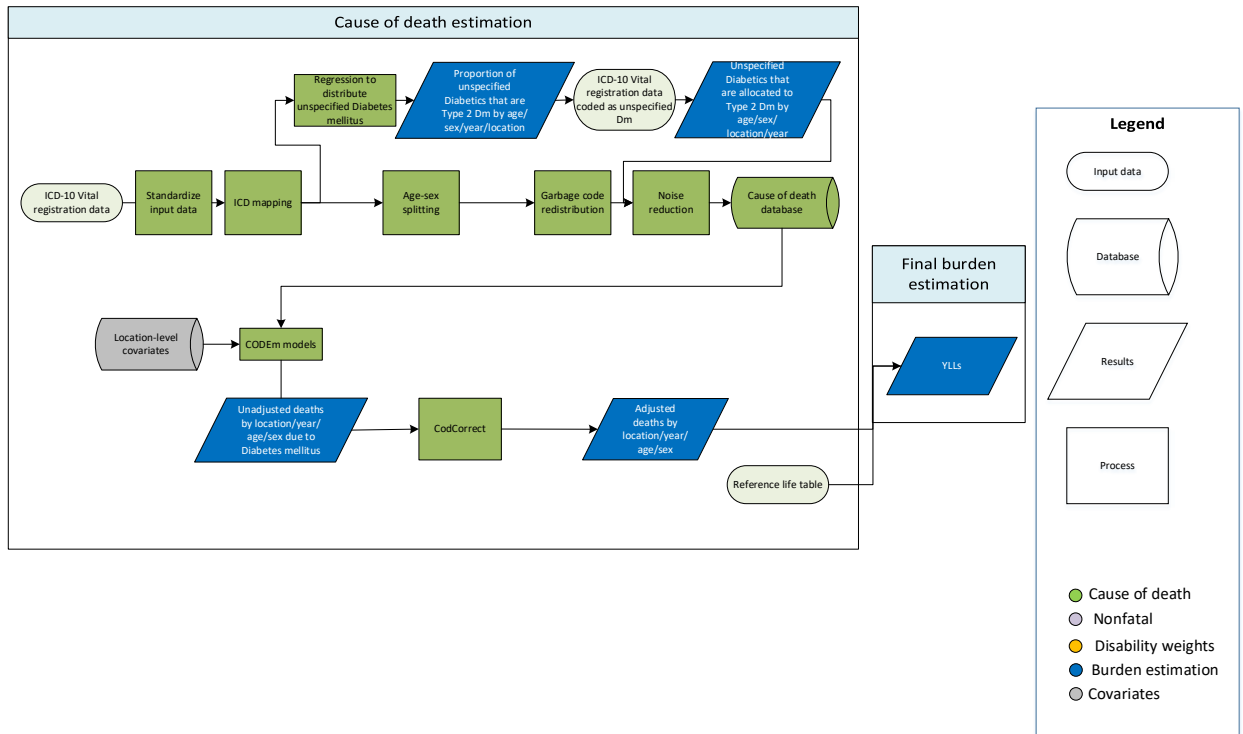 Cause of death estimation
Regression to
distribute
unspecified Diabetes
mellitus
Proportion of
unspecified
Diabetics that are
Type 2 Dm by age/
sex/year/location
ICD-10 Vital
registration data
coded as unspecified
Dm
Unspecified
Diabetics that
are allocated to
Type 2 Dm by
age/sex/
location/year
ICD-10 Vital
registration data
Standardize
input data
ICD mapping
Age-sex
splitting
Garbage code
redistribution
Noise
reduction
Cause of death
database
Location-level
covariates
CODEm models
Unadjusted deaths
by location/year/
age/sex due to
Diabetes mellitus
CodCorrect
Adjusted
deaths by
location/year/
age/sex
Reference life table
Final burden
estimation
YLLs
Legend
Input data
Database
Results
Process
Cause of death
Nonfatal
Disability weights
Burden estimation
Covariates